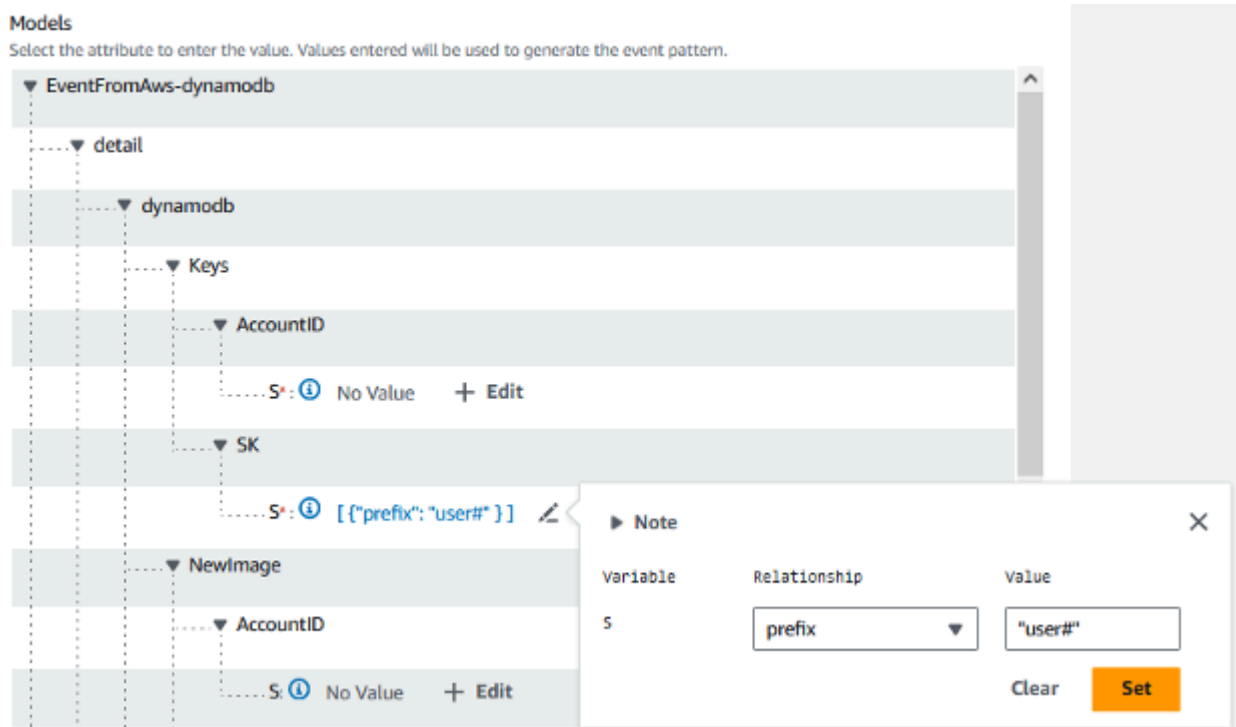 Models
Select the attribute to enter the value. Values entered will be used to generate the event pattern.
EventFromAws-dynamodb
detail
dynamodb
Keys
AccountID
S*: No Value + Edit
SK
S*: [ {"prefix": "user#" } ]
Note
Variable Relationship Value
S prefix "user#"
Clear Set
NewImage
AccountID
S: No Value + Edit